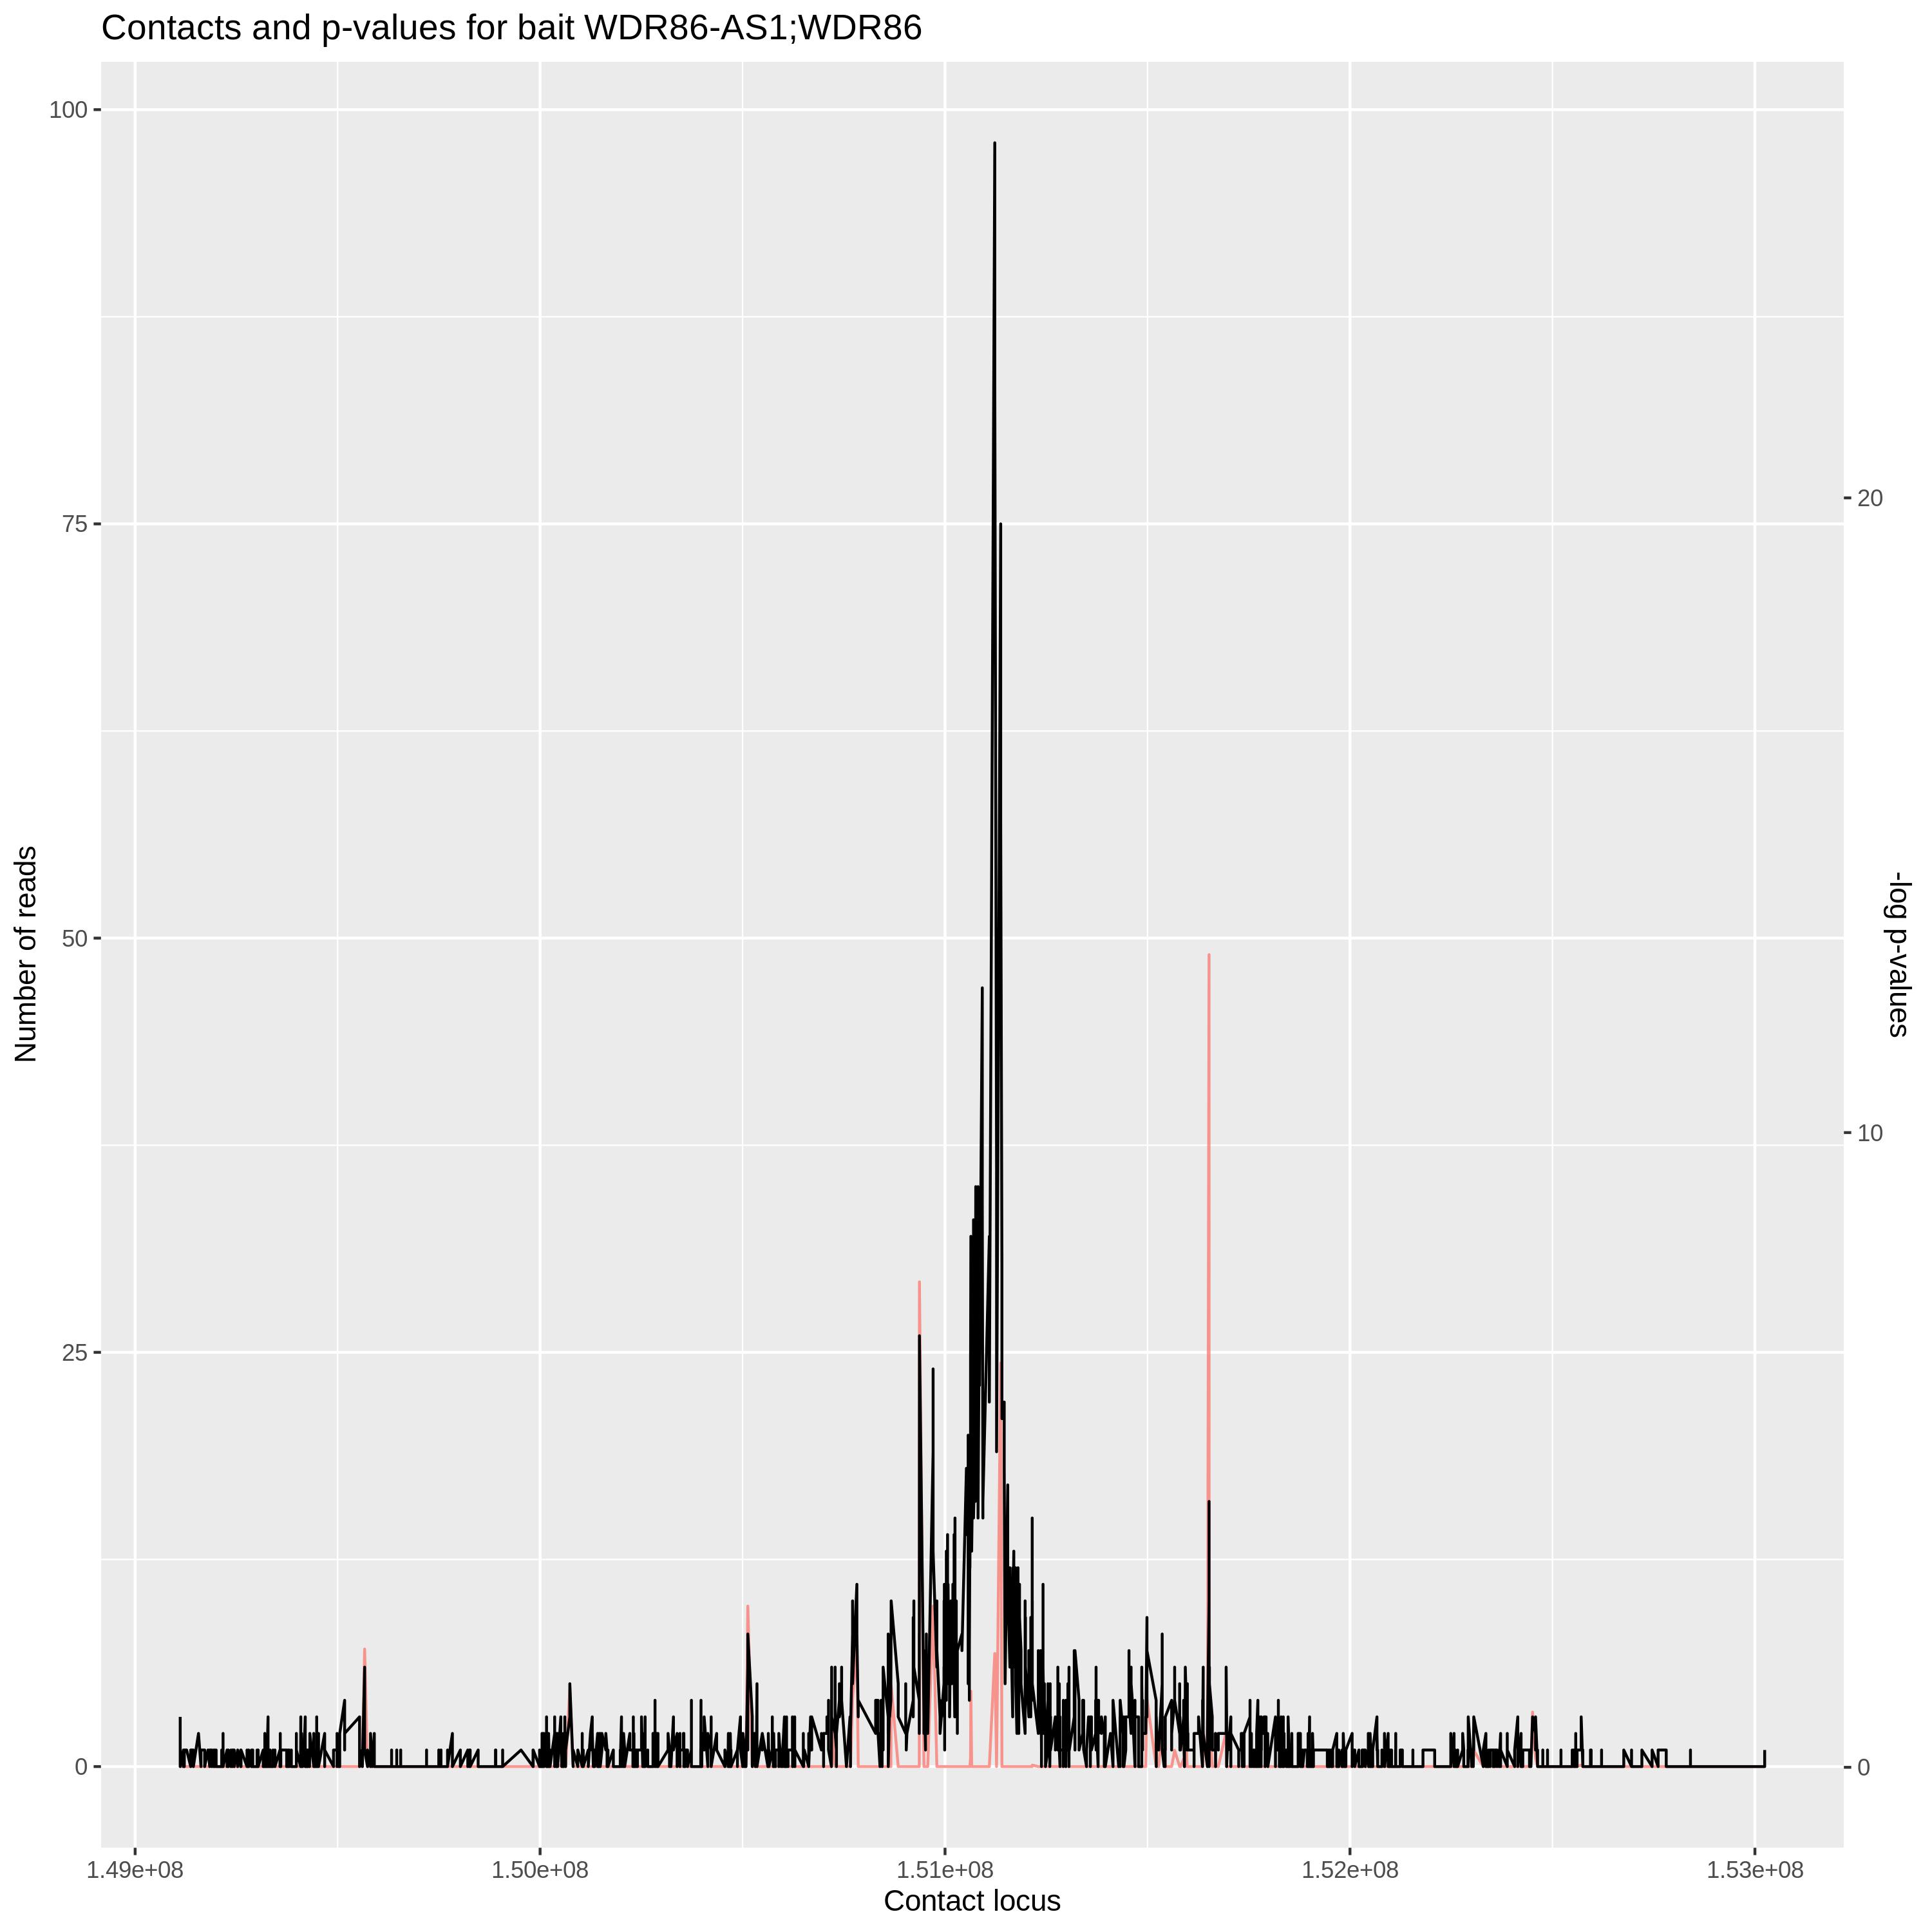 Contacts and p-values for bait WDR86-AS1;WDR86
100
75
50
25
0
Number of reads
20
10
0
-log p-values
1.49e+08
1.50e+08
1.51e+08
1.52e+08
1.53e+08
Contact locus